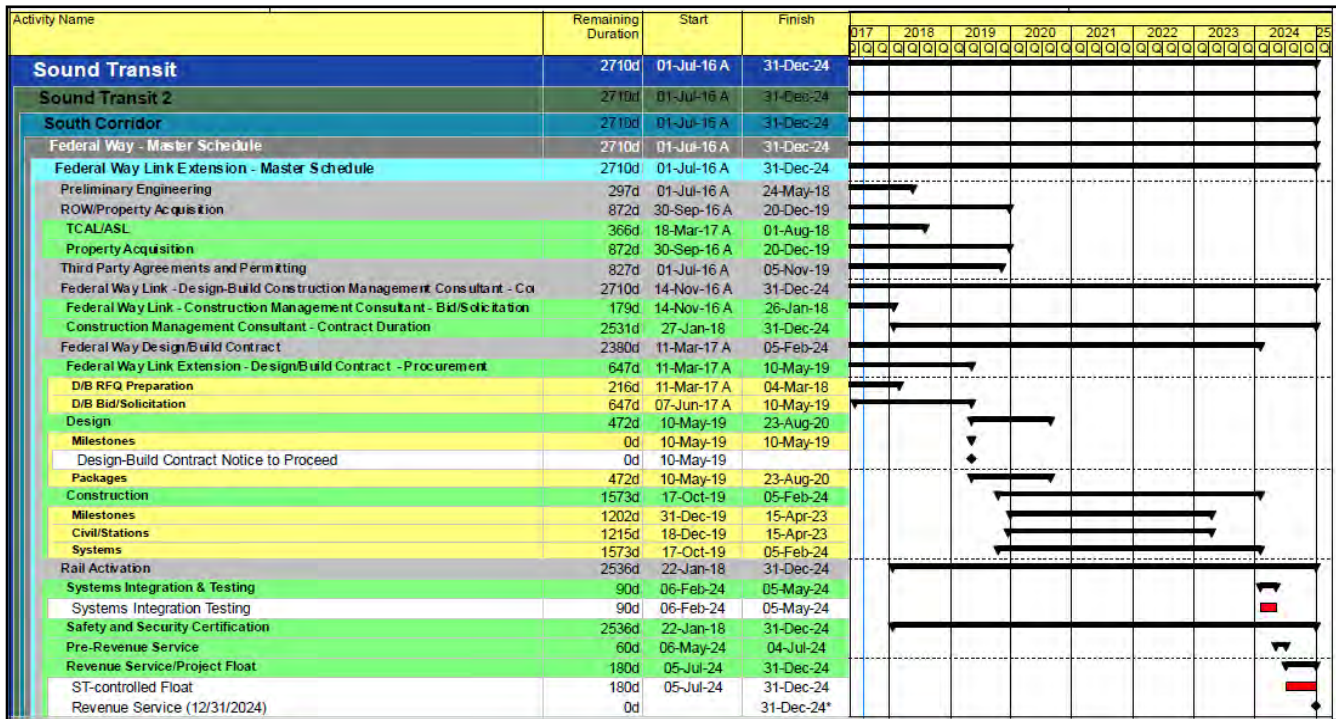 Activity Name Remaining Duration Start Finish
017 2018 2019 2020 2021 2022 2023 2024 25
Q Q Q Q Q Q Q Q Q Q Q Q Q Q Q Q Q Q Q Q Q Q Q Q Q Q Q Q Q Q Q
Sound Transit 2710d 01-Jul-16 A 31-Dec-24
Sound Transit 2 2710d 01-Jul-16 A 31-Dec-24
South Corridor 2710d 01-Jul-16 A 31-Dec-24
Federal Way - Master Schedule 2710d 01-Jul-16 A 31-Dec-24
Federal Way Link Extension - Master Schedule 2710d 01-Jul-16 A 31-Dec-24
Preliminary Engineering 297d 01-Jul-16 A 24-May-18
ROW/Property Acquisition 872d 30-Sep-16 A 20-Dec-19
TCAL/ASL 366d 18-Mar-17 A 01-Aug-18
Property Acquisition 872d 30-Sep-16 A 20-Dec-19
Third Party Agreements and Permitting 827d 01-Jul-16 A 05-Nov-19
Federal Way Link - Design-Build Construction Management Consultant - Co 2710d 14-Nov-16 A 31-Dec-24
Federal Way Link - Construction Management Consultant - Bid/Solicitation 179d 14-Nov-16 A 26-Jan-18
Construction Management Consultant - Contract Duration 2531d 27-Jan-18 31-Dec-24
Federal Way Design/Build Contract 2380d 11-Mar-17 A 05-Feb-24
Federal Way Link Extension - Design/Build Contract - Procurement 647d 11-Mar-17 A 10-May-19
D/B RFQ Preparation 216d 11-Mar-17 A 04-Mar-18
D/B Bid/Solicitation 647d 07-Jun-17 A 10-May-19
Design 472d 10-May-19 23-Aug-20
Milestones 0d 10-May-19 10-May-19
Design-Build Contract Notice to Proceed 0d 10-May-19
Packages 472d 10-May-19 23-Aug-20
Construction 1573d 17-Oct-19 05-Feb-24
Milestones 1202d 31-Dec-19 15-Apr-23
Civil/Stations 1215d 18-Dec-19 15-Apr-23
Systems 1573d 17-Oct-19 05-Feb-24
Rail Activation 2536d 22-Jan-18 31-Dec-24
Systems Integration & Testing 90d 06-Feb-24 05-May-24
Systems Integration Testing 90d 06-Feb-24 05-May-24
Safety and Security Certification 2536d 22-Jan-18 31-Dec-24
Pre-Revenue Service 60d 06-May-24 04-Jul-24
Revenue Service/Project Float 180d 05-Jul-24 31-Dec-24
ST-controlled Float 180d 05-Jul-24 31-Dec-24
Revenue Service (12/31/2024) 0d 31-Dec-24*